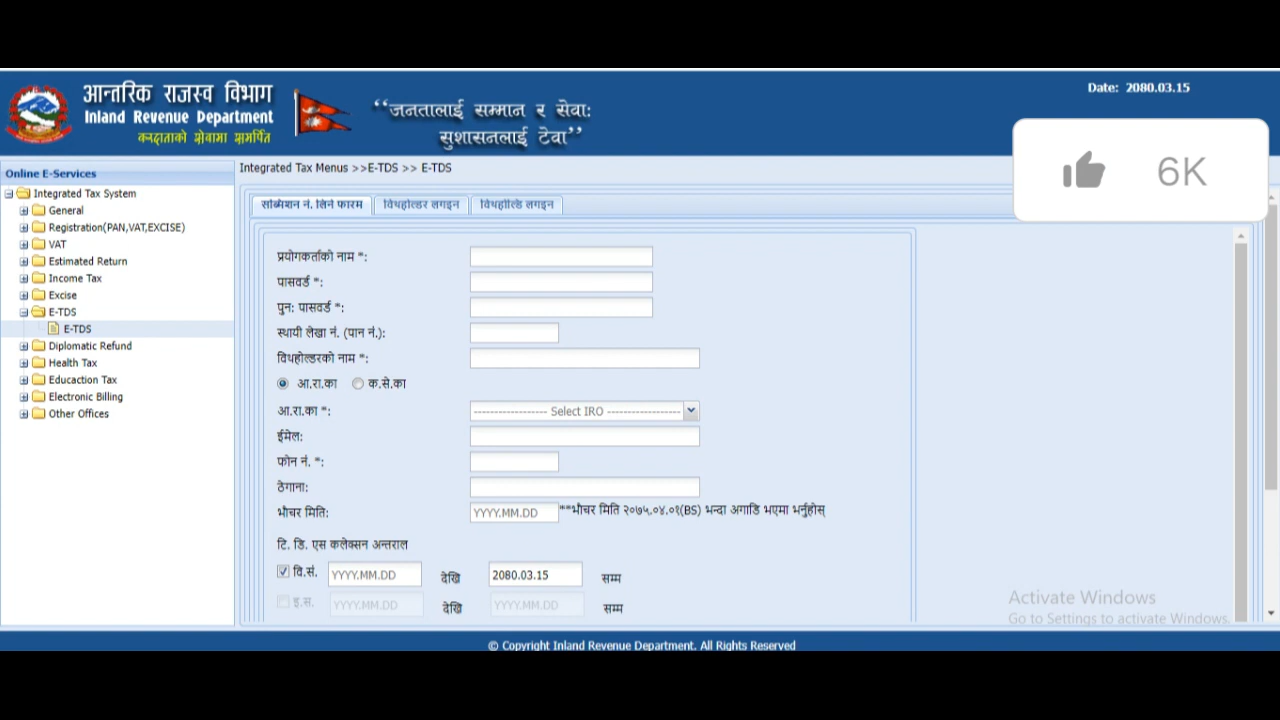 आन्तरिक राजस्व विभाग
Inland Revenue Department
करदाताको सेवामा समर्पित
“जनतालाई सम्मान र सेवा:
सुशासनलाई टेवा”
Date: 2080.03.15
6K
Online E-Services
Integrated Tax System
General
Registration(PAN,VAT,EXCISE)
VAT
Estimated Return
Income Tax
Excise
E-TDS
E-TDS
Diplomatic Refund
Health Tax
Educaction Tax
Electronic Billing
Other Offices
Integrated Tax Menus >>E-TDS >> E-TDS
सब्मिशन नं. लिने फारम विथहोल्डर लगइन विथहोल्डि लगइन
प्रयोगकर्ताको नाम *:
पासवर्ड *:
पुन: पासवर्ड *:
स्थायी लेखा नं. (पान नं.):
विथहोल्डरको नाम *:
आ.रा.का क.से.का
आ.रा.का *: ------------------ Select IRO ------------------
ईमेल:
फोन नं. *:
ठेगाना:
भौचर मिति: YYYY.MM.DD **भौचर मिति २०७५.०४.०१(BS) भन्दा अगाडि भएमा भर्नुहोस्
टि. डि. एस कलेक्सन अन्तराल
वि.सं. YYYY.MM.DD देखि 2080.03.15 सम्म
इ.स. YYYY.MM.DD देखि YYYY.MM.DD सम्म
Activate Windows
Go to Settings to activate Windows.
© Copyright Inland Revenue Department. All Rights Reserved